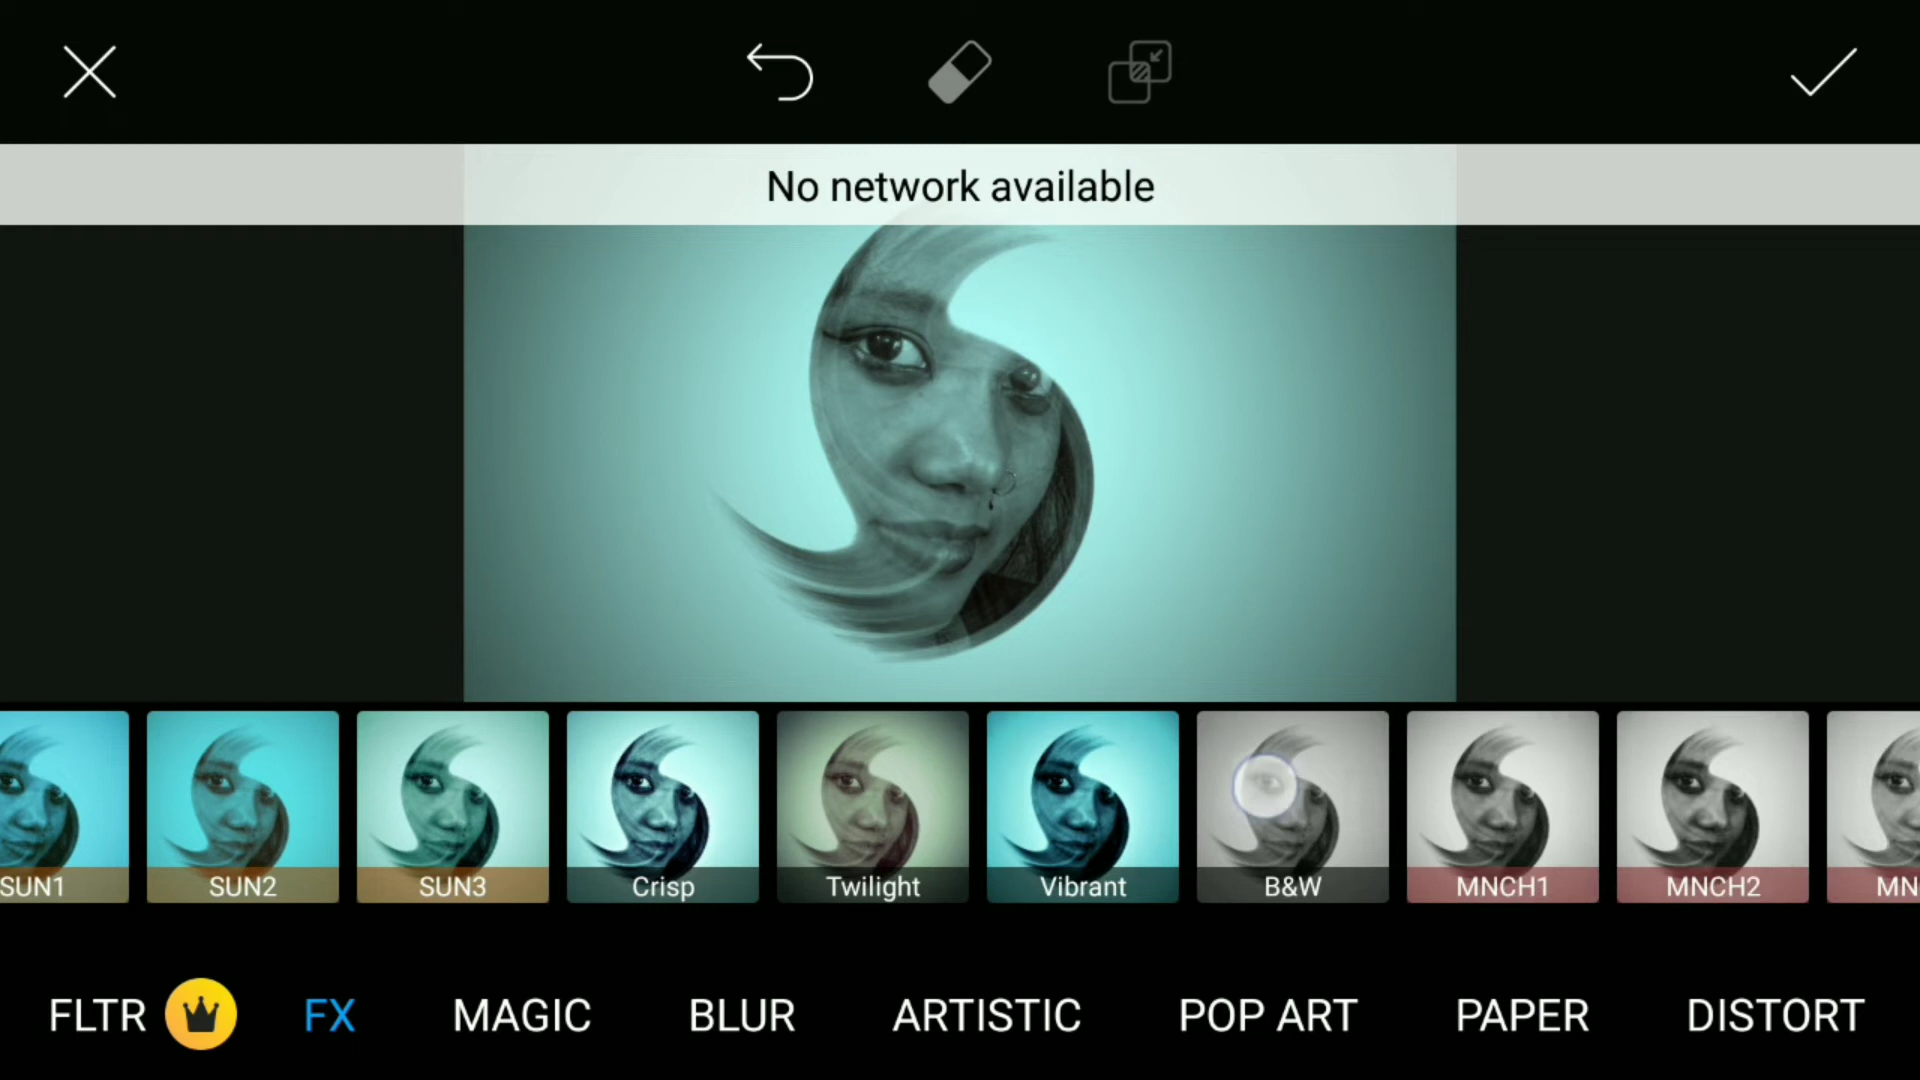 No network available
SUN1
SUN2
SUN3
Crisp
Twilight
Vibrant
B&W
MNCH1
MNCH2
MN
FLTR
FX
MAGIC
BLUR
ARTISTIC
POP ART
PAPER
DISTORT